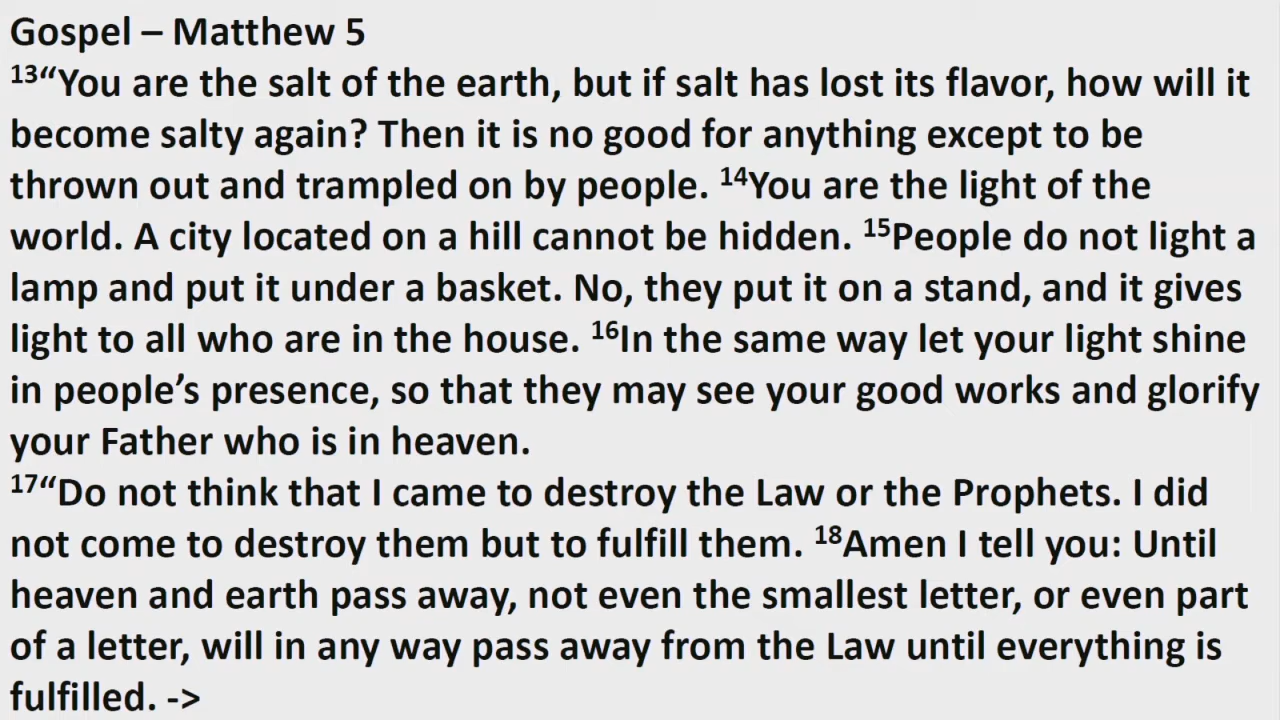 Gospel – Matthew 5
¹³“You are the salt of the earth, but if salt has lost its flavor, how will it
become salty again? Then it is no good for anything except to be
thrown out and trampled on by people. ¹⁴You are the light of the
world. A city located on a hill cannot be hidden. ¹⁵People do not light a
lamp and put it under a basket. No, they put it on a stand, and it gives
light to all who are in the house. ¹⁶In the same way let your light shine
in people’s presence, so that they may see your good works and glorify
your Father who is in heaven.
¹⁷“Do not think that I came to destroy the Law or the Prophets. I did
not come to destroy them but to fulfill them. ¹⁸Amen I tell you: Until
heaven and earth pass away, not even the smallest letter, or even part
of a letter, will in any way pass away from the Law until everything is
fulfilled. ->